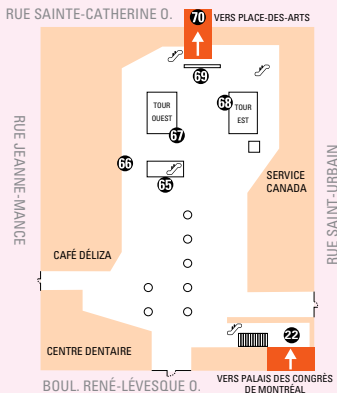 RUE SAINTE-CATHERINE O.
70
VERS PLACE-DES-ARTS
69
TOUR
OUEST
67
68
TOUR
EST
66
65
RUE JEANNE-MANCE
SERVICE
CANADA
RUE SAINT-URBAIN
CAFÉ DÉLIZA
CENTRE DENTAIRE
22
BOUL. RENÉ-LÉVESQUE O.
VERS PALAIS DES CONGRÈS
DE MONTRÉAL